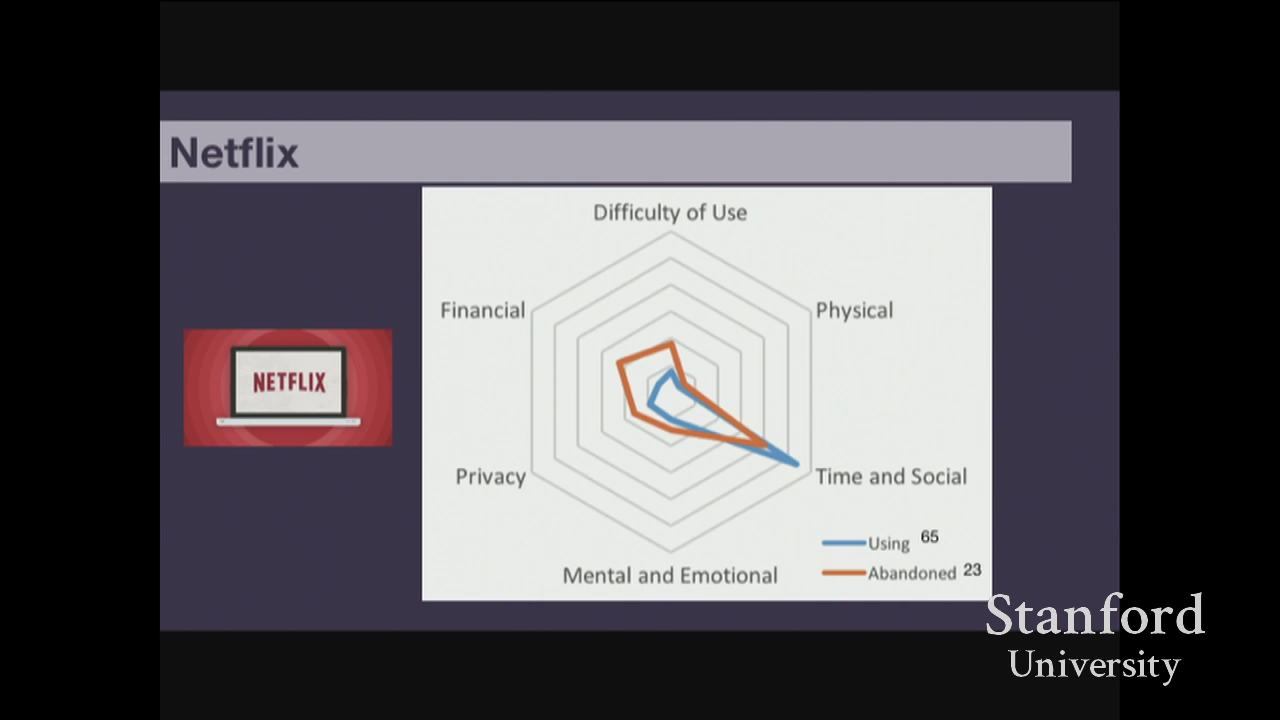 Netflix
Difficulty of Use
Financial
Physical
NETFLIX
Privacy
Time and Social
Using 65
Mental and Emotional
Abandoned 23
Stanford
University